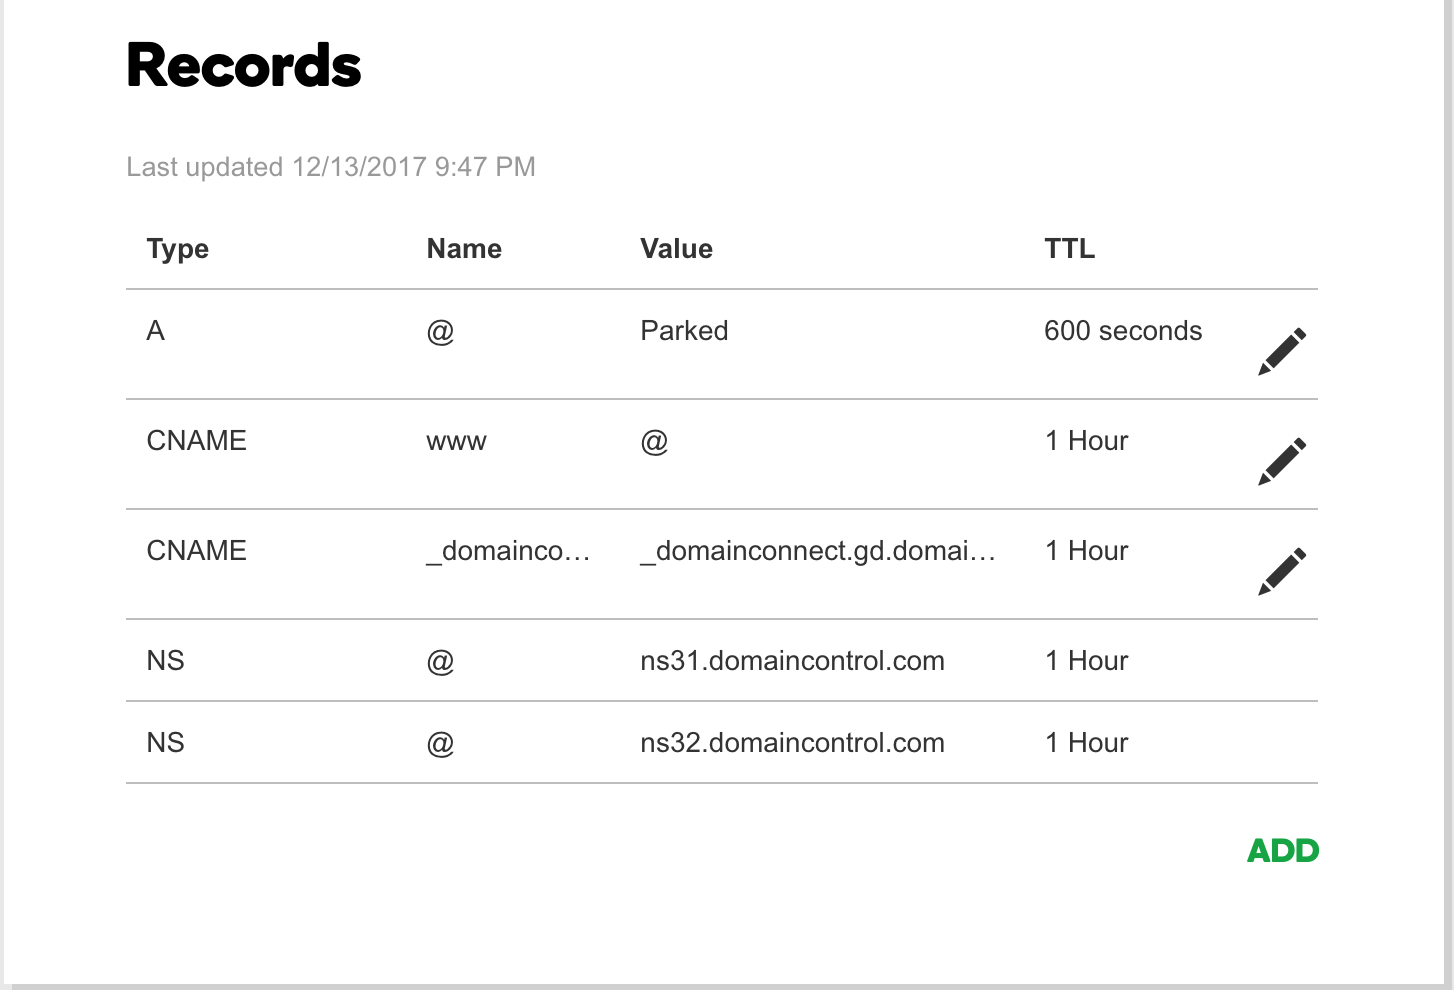 Records
Last updated 12/13/2017 9:47 PM
Type Name Value TTL
A @ Parked 600 seconds
CNAME www @ 1 Hour
CNAME _domainco... _domainconnect.gd.domai... 1 Hour
NS @ ns31.domaincontrol.com 1 Hour
NS @ ns32.domaincontrol.com 1 Hour
ADD